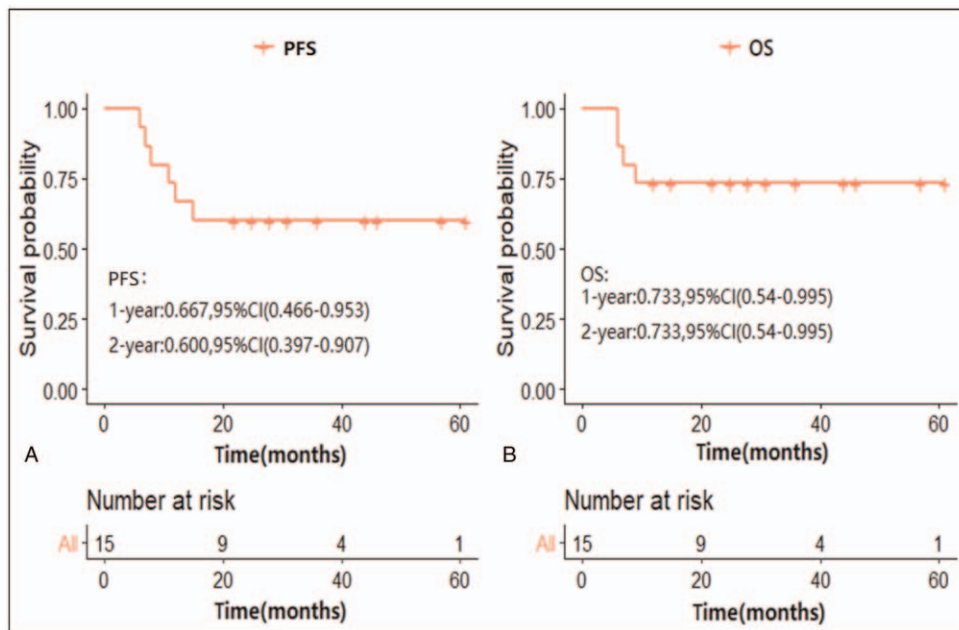 PFS
Survival probability
1.00
0.75
0.50
0.25
0.00
PFS:
1-year:0.667,95%CI(0.466-0.953)
2-year:0.600,95%CI(0.397-0.907)
0 20 40 60
Time(months)
A
Number at risk
All 15 9 4 1
0 20 40 60
Time(months)
OS
Survival probability
1.00
0.75
0.50
0.25
0.00
OS:
1-year:0.733,95%CI(0.54-0.995)
2-year:0.733,95%CI(0.54-0.995)
0 20 40 60
Time(months)
B
Number at risk
All 15 9 4 1
0 20 40 60
Time(months)